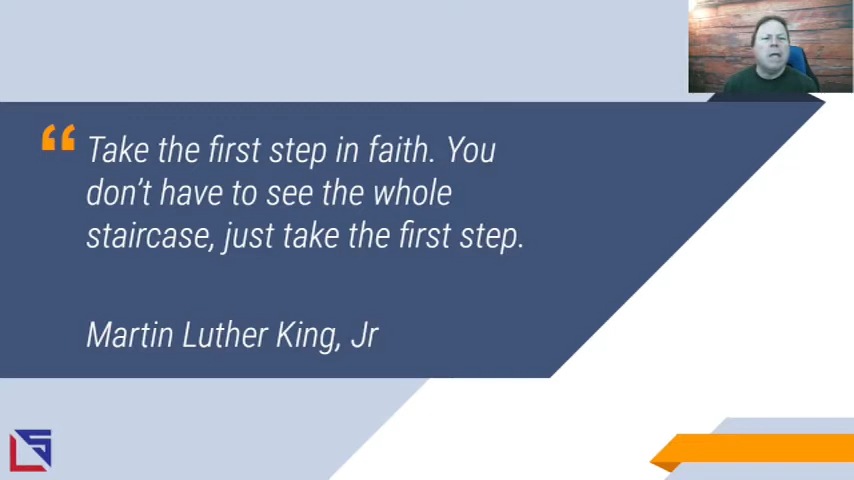 “ Take the first step in faith. You
don’t have to see the whole
staircase, just take the first step.
Martin Luther King, Jr